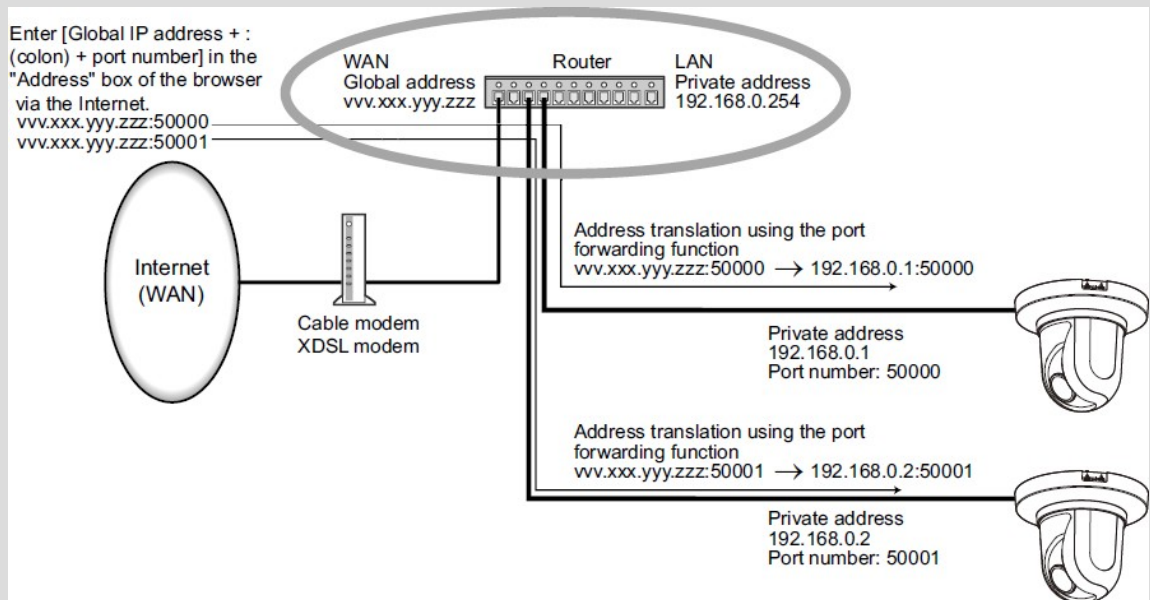 Enter [Global IP address + :
(colon) + port number] in the
"Address" box of the browser
via the Internet.
vvv.xxx.yyy.zzz:50000
vvv.xxx.yyy.zzz:50001
WAN
Global address
vvv.xxx.yyy.zzz
Router
LAN
Private address
192.168.0.254
Internet
(WAN)
Cable modem
XDSL modem
Address translation using the port
forwarding function
vvv.xxx.yyy.zzz:50000 → 192.168.0.1:50000
Private address
192.168.0.1
Port number: 50000
Address translation using the port
forwarding function
vvv.xxx.yyy.zzz:50001 → 192.168.0.2:50001
Private address
192.168.0.2
Port number: 50001